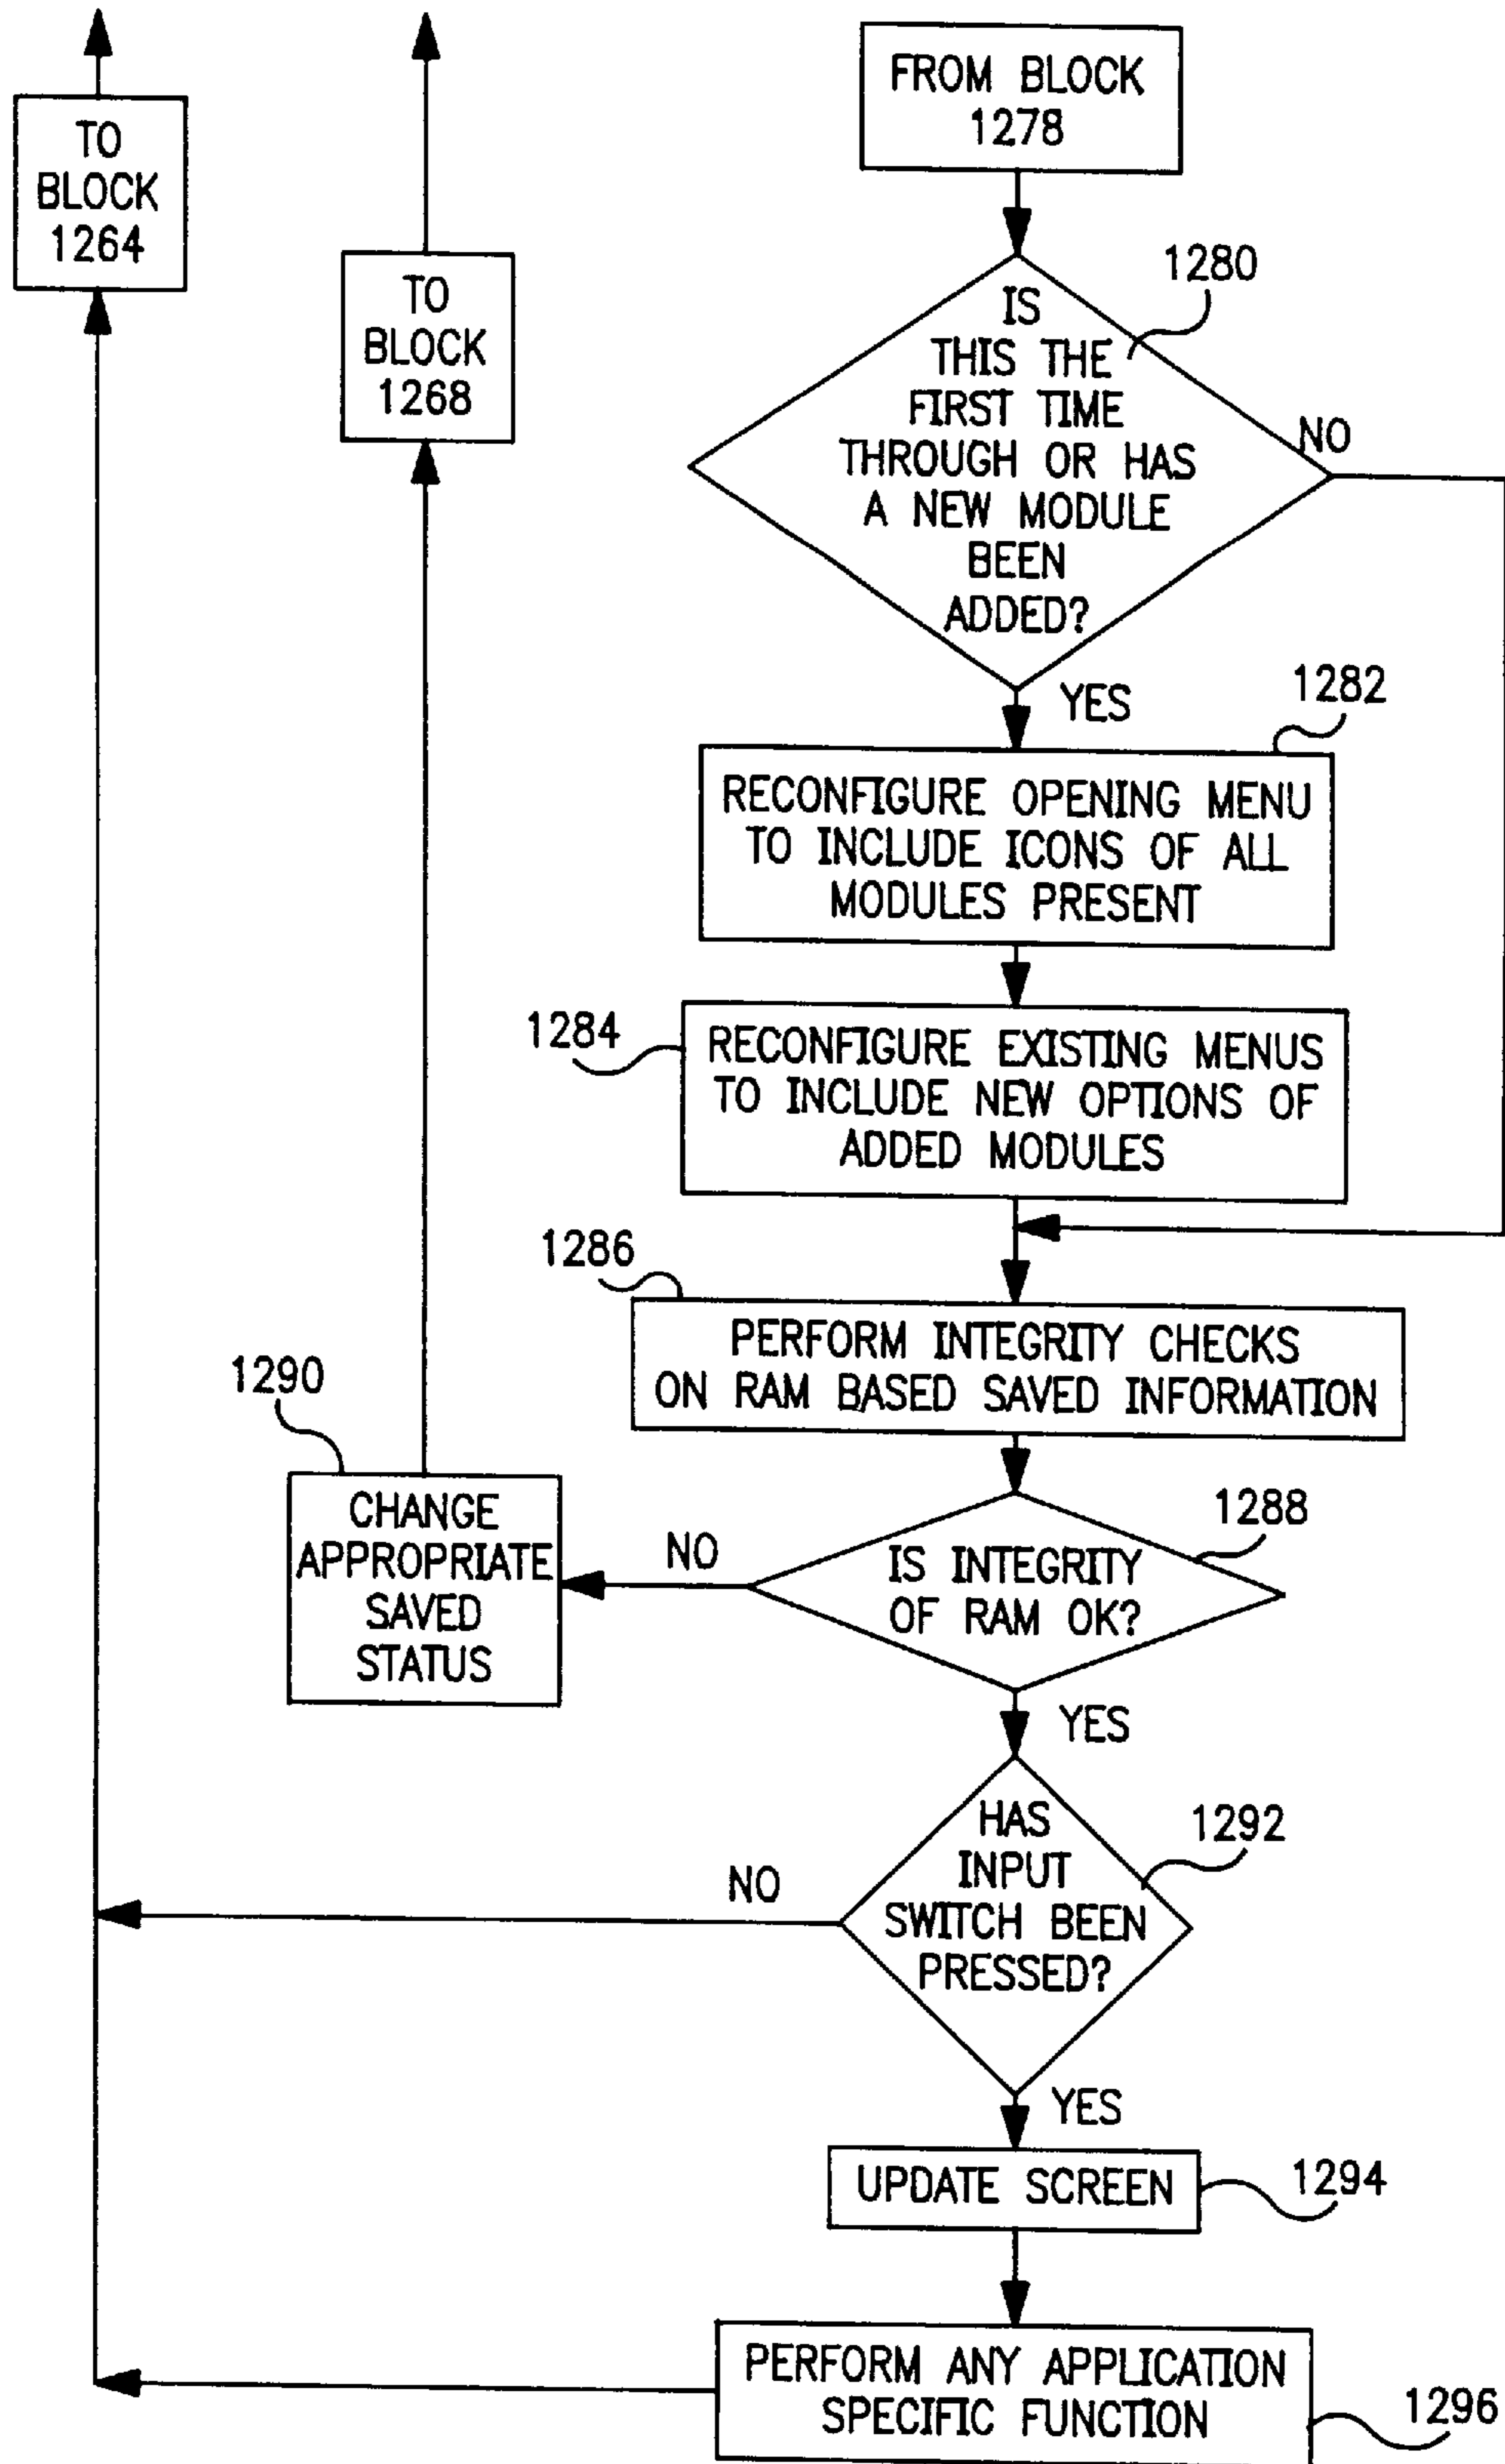 TO
BLOCK
1264
TO
BLOCK
1268
FROM BLOCK
1278
1280
IS
THIS THE
FIRST TIME
THROUGH OR HAS
A NEW MODULE
BEEN
ADDED?
NO
YES
1282
RECONFIGURE OPENING MENU
TO INCLUDE ICONS OF ALL
MODULES PRESENT
1284
RECONFIGURE EXISTING MENUS
TO INCLUDE NEW OPTIONS OF
ADDED MODULES
1286
PERFORM INTEGRITY CHECKS
ON RAM BASED SAVED INFORMATION
1290
CHANGE
APPROPRIATE
SAVED
STATUS
NO
1288
IS INTEGRITY
OF RAM OK?
YES
1292
HAS
INPUT
SWITCH BEEN
PRESSED?
NO
YES
UPDATE SCREEN
1294
PERFORM ANY APPLICATION
SPECIFIC FUNCTION
1296